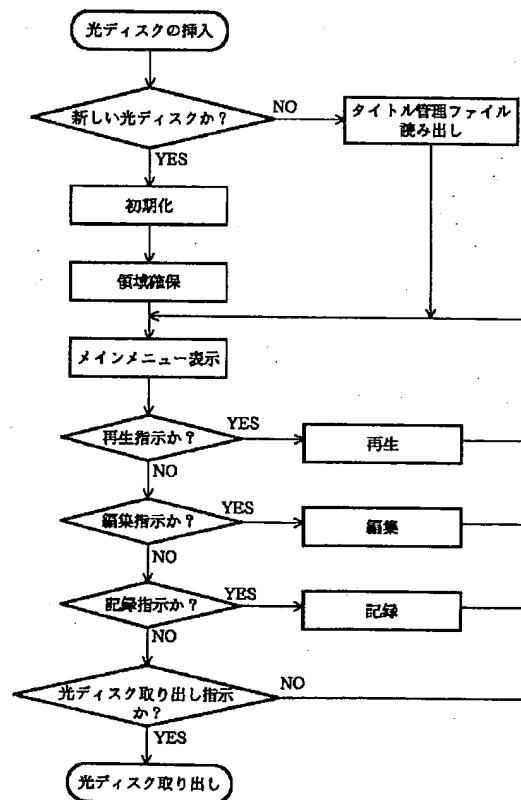 光ディスクの挿入
新しい光ディスクか？
NO
タイトル管理ファイル
読み出し
YES
初期化
領域確保
メインメニュー表示
再生指示か？
YES
再生
NO
編集指示か？
YES
編集
NO
記録指示か？
YES
記録
NO
光ディスク取り出し指示
か？
NO
YES
光ディスク取り出し